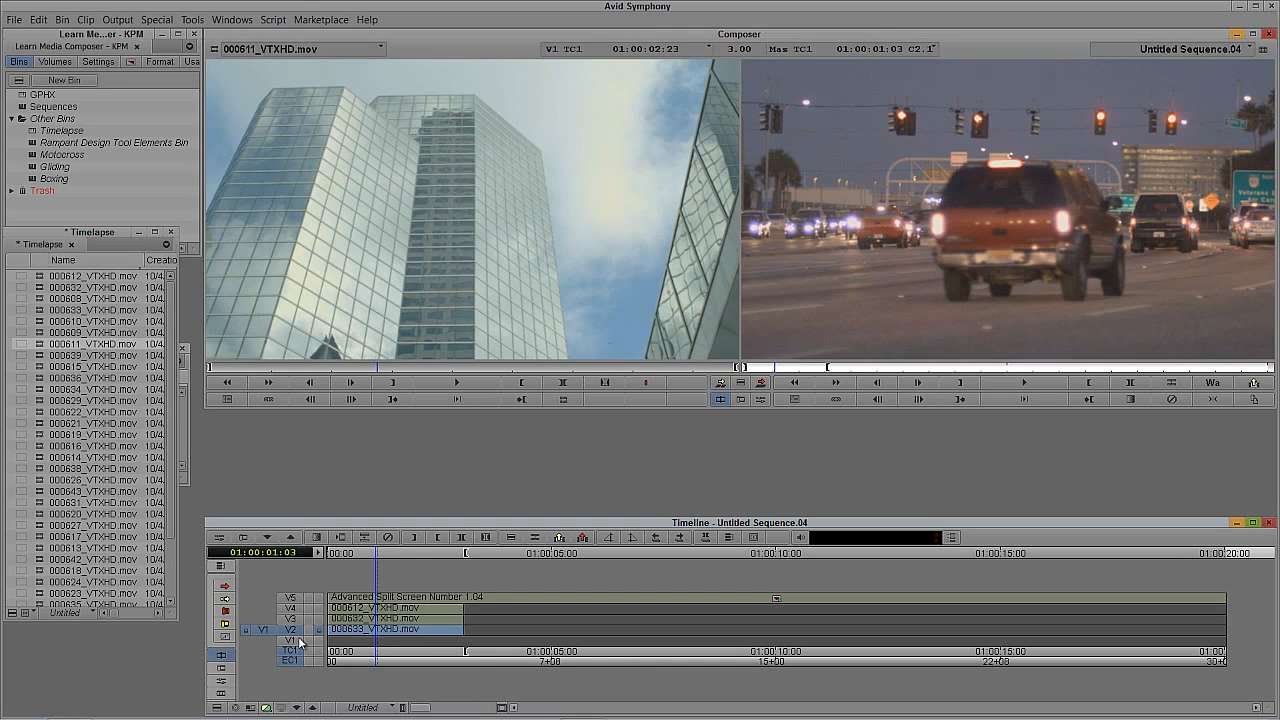 Avid Symphony
File Edit Bin Clip Output Special Tools Windows Script Marketplace Help
Learn Me...er - KPM
Learn Media Composer - KPM
Bins Volumes Settings Format Usa
New Bin
GPHX
Sequences
Other Bins
Timelapse
Rampant Design Tool Elements Bin
Motocross
Gliding
Boxing
Trash
* Timelapse
* Timelapse
Name Creatio
000612_VTXHD.mov 10/4
000632_VTXHD.mov 10/4
000608_VTXHD.mov 10/4
000633_VTXHD.mov 10/4
000610_VTXHD.mov 10/4
000609_VTXHD.mov 10/4
000611_VTXHD.mov 10/4
000639_VTXHD.mov 10/4
000615_VTXHD.mov 10/4
000636_VTXHD.mov 10/4
000634_VTXHD.mov 10/4
000629_VTXHD.mov 10/4
000622_VTXHD.mov 10/4
000621_VTXHD.mov 10/4
000619_VTXHD.mov 10/4
000616_VTXHD.mov 10/4
000614_VTXHD.mov 10/4
000638_VTXHD.mov 10/4
000626_VTXHD.mov 10/4
000643_VTXHD.mov 10/4
000631_VTXHD.mov 10/4
000620_VTXHD.mov 10/4
000627_VTXHD.mov 10/4
000617_VTXHD.mov 10/4
000613_VTXHD.mov 10/4
000642_VTXHD.mov 10/4
000618_VTXHD.mov 10/4
000624_VTXHD.mov 10/4
000623_VTXHD.mov 10/4
000635_VTXHD.mov 10/4
Untitled
Composer
000611_VTXHD.mov V1 TC1 01:00:02:23 3.00 Mas TC1 01:00:01:03 C2.1 Untitled Sequence.04
Veterans
Air Car
Wa
Timeline - Untitled Sequence.04
01:00:01:03 00:00 01:00:05:00 01:00:10:00 01:00:15:00 01:00:20:00
V5 Advanced Split Screen Number 1.04
V4 000612_VTXHD.mov
V3 000632_VTXHD.mov
V1 V2 000633_VTXHD.mov
V1
TC1 00:00 01:00:05:00 01:00:10:00 01:00:15:00 01:00:
EC1 00 7+08 15+00 22+08 30+
Untitled